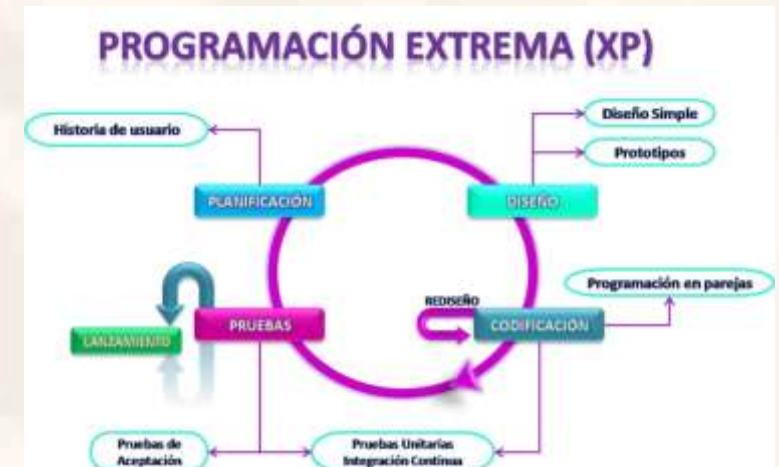 PROGRAMACIÓN EXTREMA (XP)
Historia de usuario
Diseño Simple
Prototipos
PLANIFICACIÓN
DISEÑO
Programación en parejas
REDISEÑO
PRUEBAS
CODIFICACIÓN
LANZAMIENTO
Pruebas de
Aceptación
Pruebas Unitarias
Integración Continua